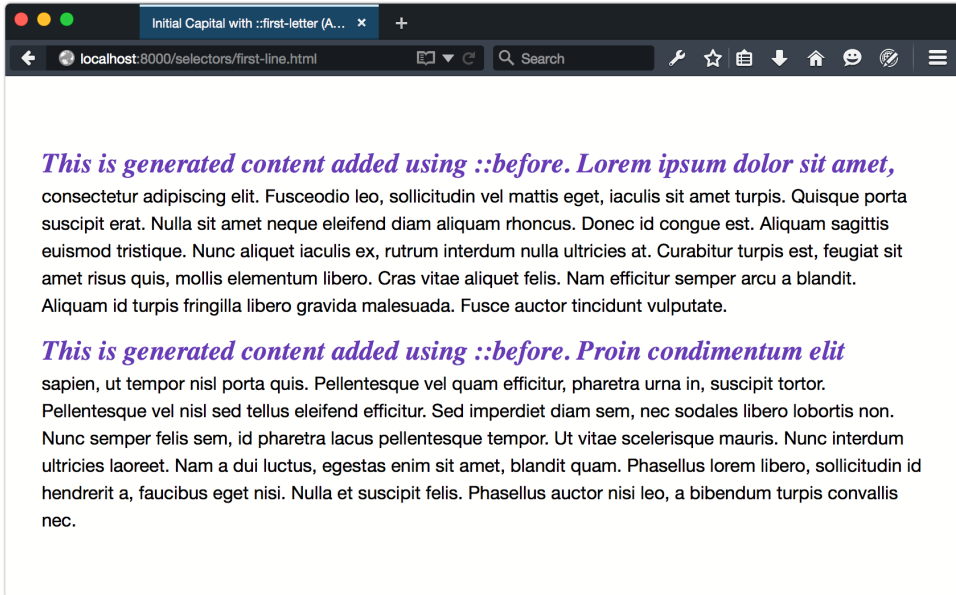 Initial Capital with ::first-letter (A...
localhost:8000/selectors/first-line.html
Search
This is generated content added using ::before. Lorem ipsum dolor sit amet,
consectetur adipiscing elit. Fusceodio leo, sollicitudin vel mattis eget, iaculis sit amet turpis. Quisque porta
suscipit erat. Nulla sit amet neque eleifend diam aliquam rhoncus. Donec id congue est. Aliquam sagittis
euismod tristique. Nunc aliquet iaculis ex, rutrum interdum nulla ultricies at. Curabitur turpis est, feugiat sit
amet risus quis, mollis elementum libero. Cras vitae aliquet felis. Nam efficitur semper arcu a blandit.
Aliquam id turpis fringilla libero gravida malesuada. Fusce auctor tincidunt vulputate.
This is generated content added using ::before. Proin condimentum elit
sapien, ut tempor nisl porta quis. Pellentesque vel quam efficitur, pharetra urna in, suscipit tortor.
Pellentesque vel nisl sed tellus eleifend efficitur. Sed imperdiet diam sem, nec sodales libero lobortis non.
Nunc semper felis sem, id pharetra lacus pellentesque tempor. Ut vitae scelerisque mauris. Nunc interdum
ultricies laoreet. Nam a dui luctus, egestas enim sit amet, blandit quam. Phasellus lorem libero, sollicitudin id
hendrerit a, faucibus eget nisi. Nulla et suscipit felis. Phasellus auctor nisi leo, a bibendum turpis convallis
nec.